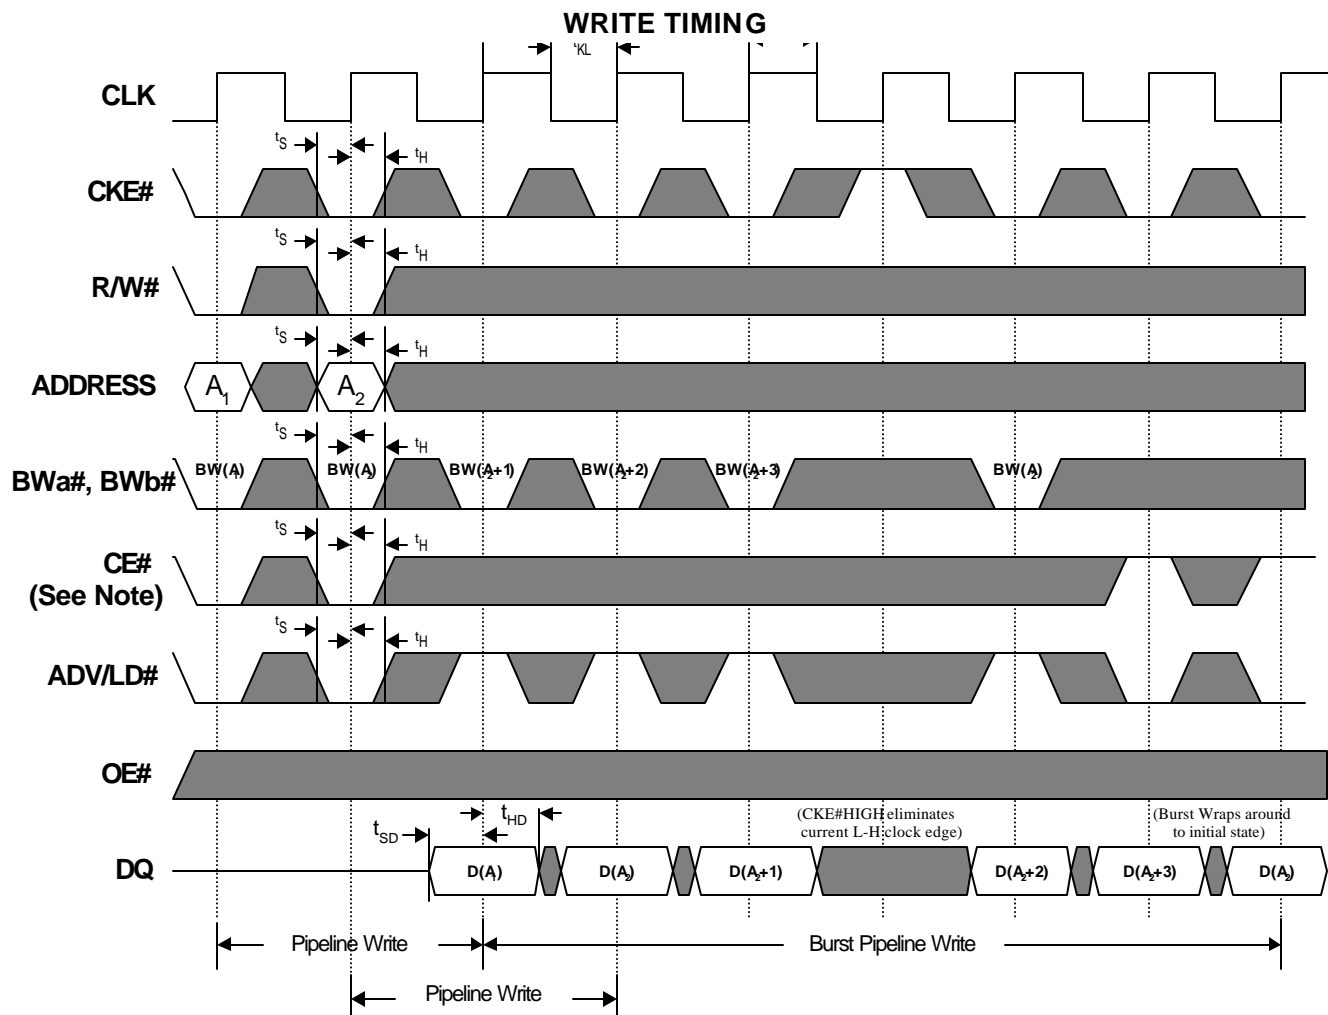 WRITE TIMING
tKL
CLK
tS
tH
CKE#
tS
tH
R/W#
tS
tH
ADDRESS
A1
A2
tS
tH
BWa#, BWb#
BW(A1)
BW(A2)
BW(A2+1)
BW(A2+2)
BW(A2+3)
BW(A2)
tS
tH
CE#
(See Note)
tS
tH
ADV/LD#
OE#
tHD
tSD
(CKE#HIGH eliminates
current L-H clock edge)
(Burst Wraps around
to initial state)
DQ
D(A1)
D(A2)
D(A2+1)
D(A2+2)
D(A2+3)
D(A2)
Pipeline Write
Burst Pipeline Write
Pipeline Write